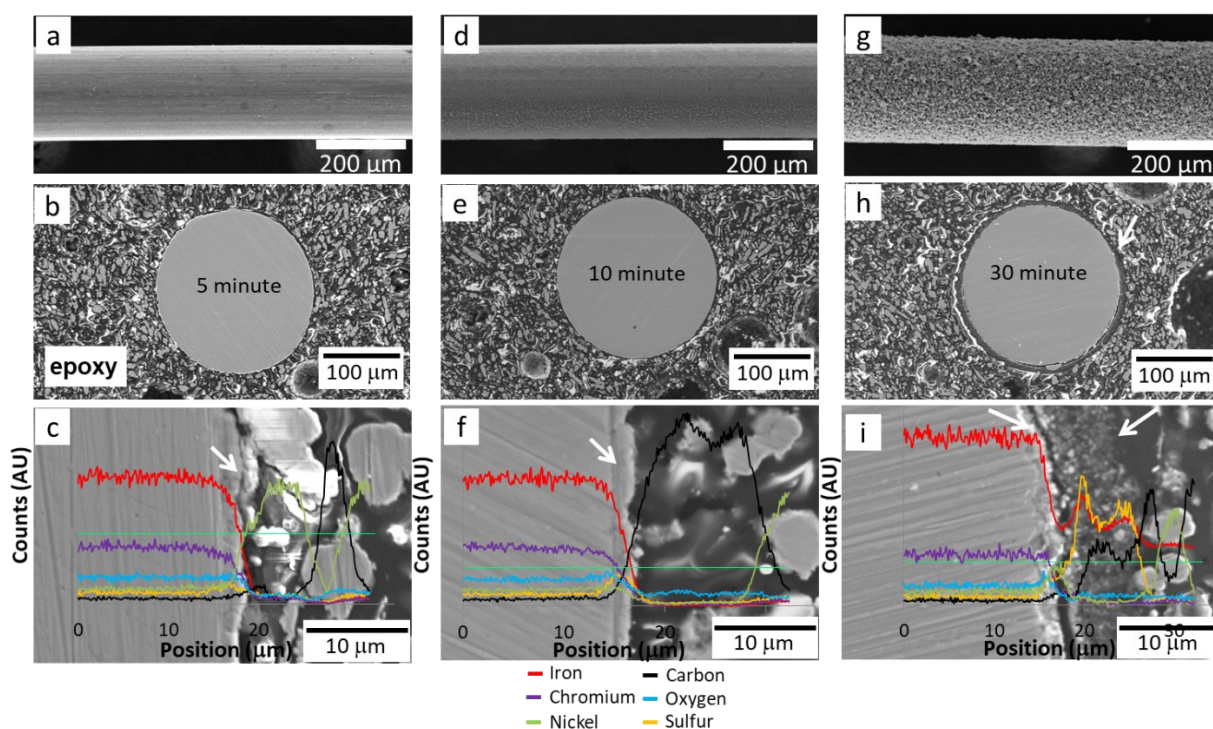 a
200 µm
d
200 µm
g
200 µm
b
5 minute
epoxy
100 µm
e
10 minute
100 µm
h
30 minute
100 µm
c
Counts (AU)
0
10
20
10 µm
Position (µm)
f
Counts (AU)
0
10
20
10 µm
Position (µm)
i
Counts (AU)
0
10
20
30
10 µm
Position (µm)
Iron
Carbon
Chromium
Oxygen
Nickel
Sulfur